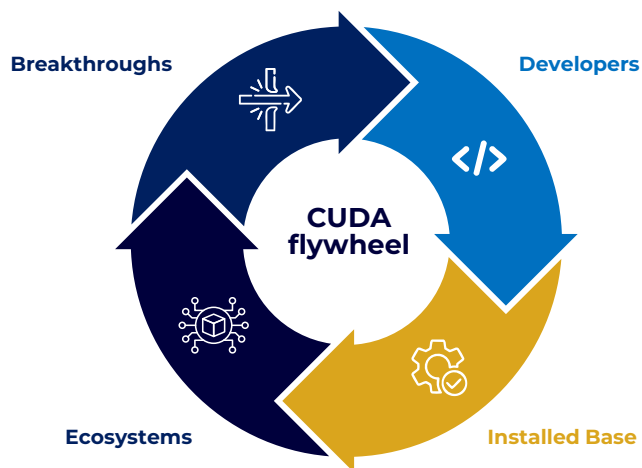 Breakthroughs
Developers
</>
CUDA
flywheel
Ecosystems
Installed Base